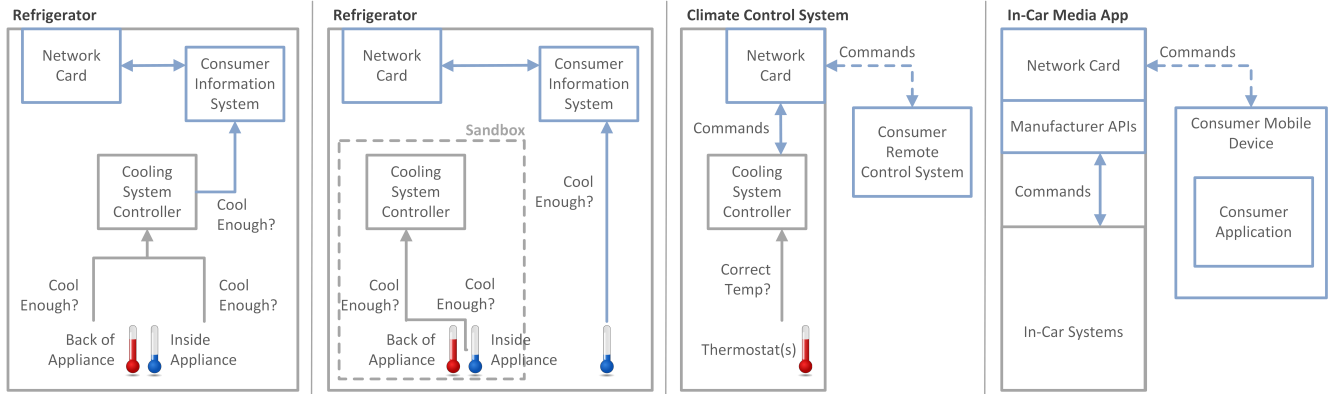 Refrigerator
Network
Card
Consumer
Information
System
Cooling
System
Controller
Cool
Enough?
Cool
Enough?
Cool
Enough?
Back of
Appliance
Inside
Appliance
Refrigerator
Network
Card
Consumer
Information
System
Sandbox
Cooling
System
Controller
Cool
Enough?
Cool
Enough?
Cool
Enough?
Back of
Appliance
Inside
Appliance
Climate Control System
Network
Card
Commands
Commands
Consumer
Remote
Control System
Cooling
System
Controller
Correct
Temp?
Thermostat(s)
In-Car Media App
Network Card
Commands
Manufacturer APIs
Consumer Mobile
Device
Commands
Consumer
Application
In-Car Systems